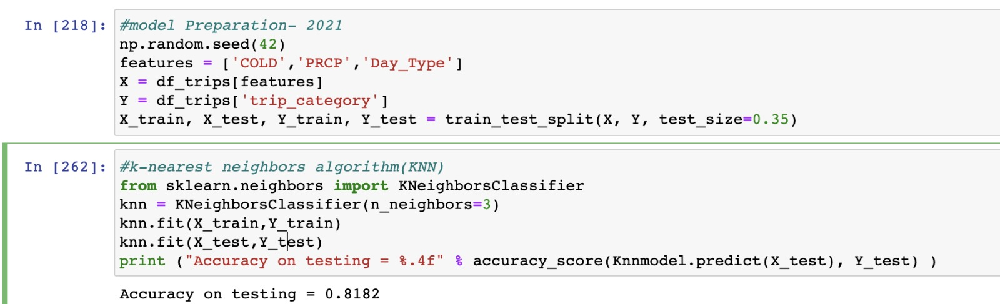 In [218]: #model Preparation- 2021
np.random.seed(42)
features = ['COLD','PRCP','Day_Type']
X = df_trips[features]
Y = df_trips['trip_category']
X_train, X_test, Y_train, Y_test = train_test_split(X, Y, test_size=0.35)
In [262]: #k-nearest neighbors algorithm(KNN)
from sklearn.neighbors import KNeighborsClassifier
knn = KNeighborsClassifier(n_neighbors=3)
knn.fit(X_train,Y_train)
knn.fit(X_test,Y_test)
print ("Accuracy on testing = %.4f" % accuracy_score(Knnmodel.predict(X_test), Y_test) )
Accuracy on testing = 0.8182